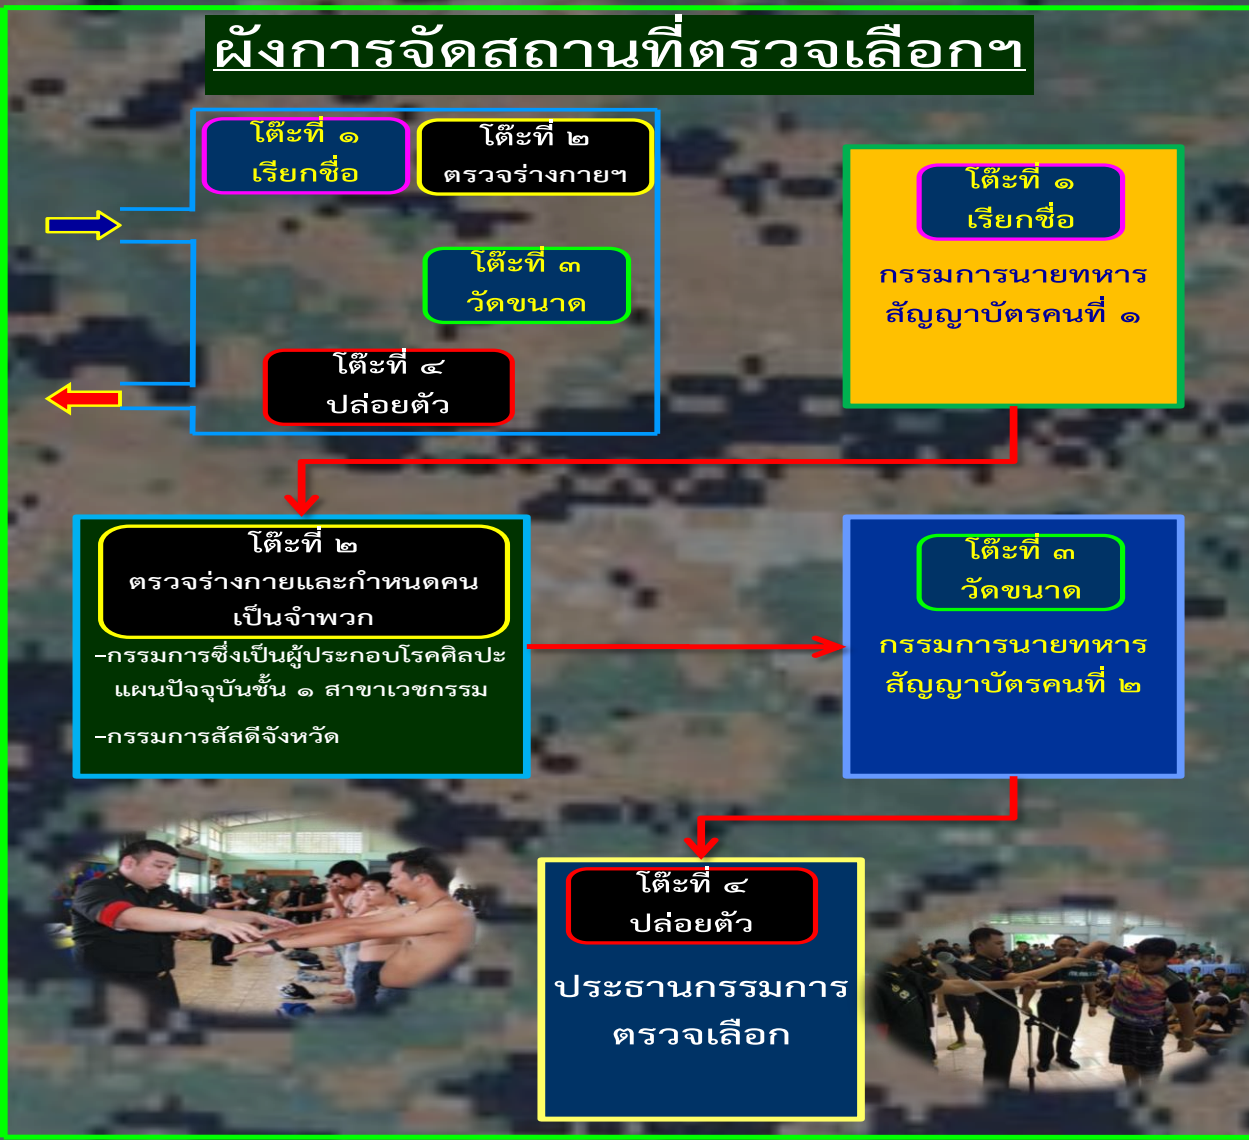 ผังการจัดสถานที่ตรวจเลือกฯ
โต๊ะที่ ๑
เรียกชื่อ
โต๊ะที่ ๒
ตรวจร่างกายฯ
โต๊ะที่ ๓
วัดขนาด
โต๊ะที่ ๔
ปล่อยตัว
โต๊ะที่ ๑
เรียกชื่อ
กรรมการนายทหาร
สัญญาบัตรคนที่ ๑
โต๊ะที่ ๒
ตรวจร่างกายและกำหนดคน
เป็นจำพวก
-กรรมการซึ่งเป็นผู้ประกอบโรคศิลปะ
แผนปัจจุบันชั้น ๑ สาขาเวชกรรม
-กรรมการสัสดีจังหวัด
โต๊ะที่ ๓
วัดขนาด
กรรมการนายทหาร
สัญญาบัตรคนที่ ๒
โต๊ะที่ ๔
ปล่อยตัว
ประธานกรรมการ
ตรวจเลือก